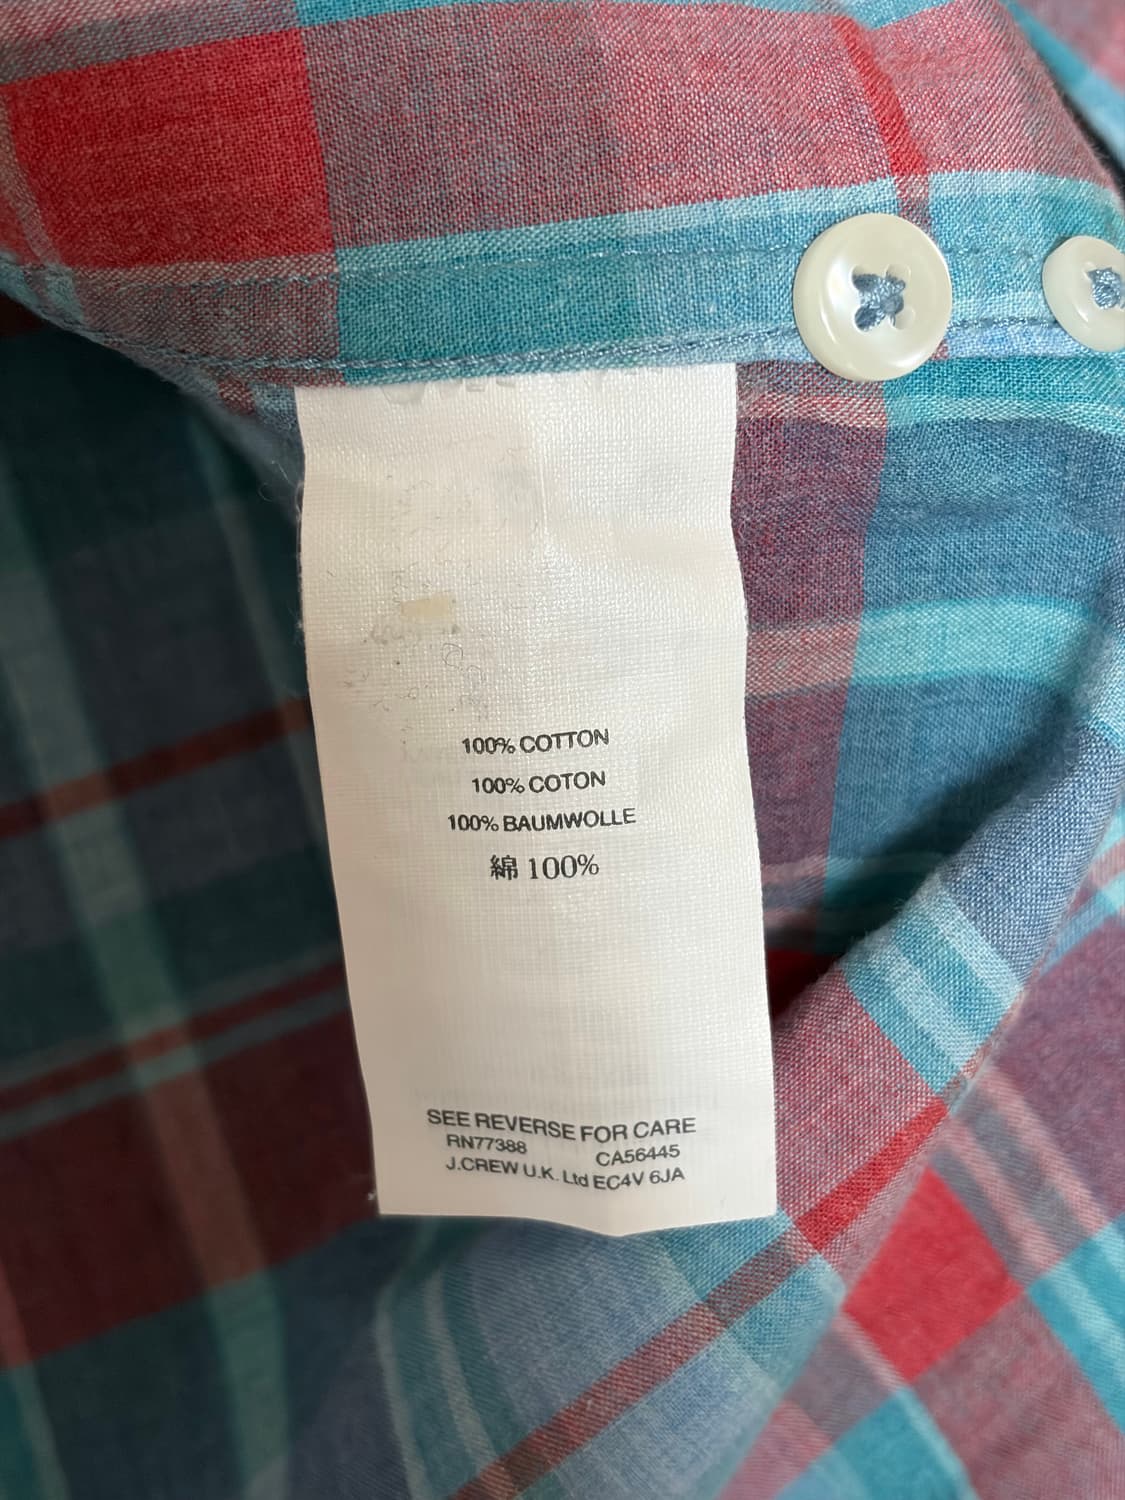 100% COTTON
100% COTON
100% BAUMWOLLE
綿 100%
SEE REVERSE FOR CARE
RN77388 CA56445
J.CREW U.K. Ltd EC4V 6JA